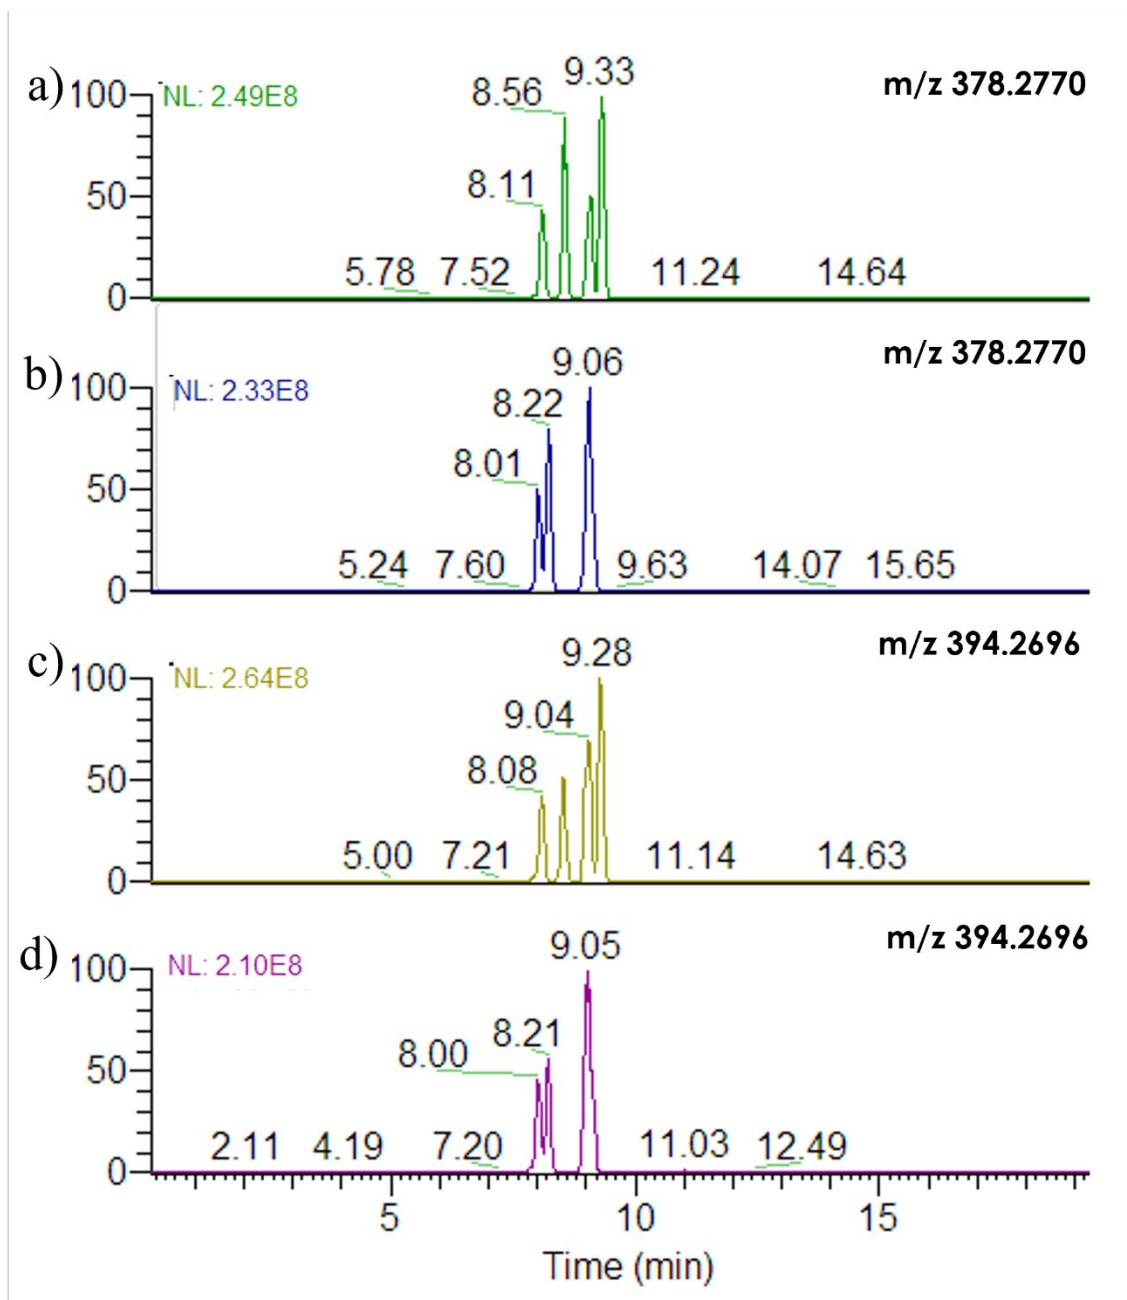 a) 100 NL: 2.49E8 8.56 9.33 m/z 378.2770
8.11
50
5.78 7.52 11.24 14.64
0
m/z 378.2770
b) 100 NL: 2.33E8 8.22 9.06
8.01
50
5.24 7.60 9.63 14.07 15.65
0
m/z 394.2696
c) 100 NL: 2.64E8 9.28
9.04
8.08
50
5.00 7.21 11.14 14.63
0
m/z 394.2696
d) 100 NL: 2.10E8 9.05
8.21
8.00
50
2.11 4.19 7.20 11.03 12.49
0
5 10 15
Time (min)